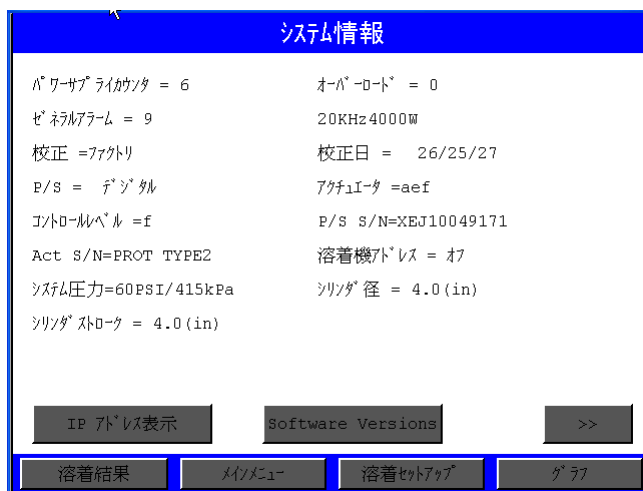 システム情報
パワーサプライカウンタ = 6
オーバーロード = 0
ゼネラルアラーム = 9
20KHz4000W
校正 =ファクトリ
校正日 = 26/25/27
P/S = デジタル
アクチュエータ =aef
コントロールレベル =f
P/S S/N=XEJ10049171
Act S/N=PROT TYPE2
溶着機アドレス = オフ
システム圧力=60PSI/415kPa
シリンダ径 = 4.0(in)
シリンダストローク = 4.0(in)
IP アドレス表示
Software Versions
>>
溶着結果
メインメニュー
溶着セットアップ
グラフ